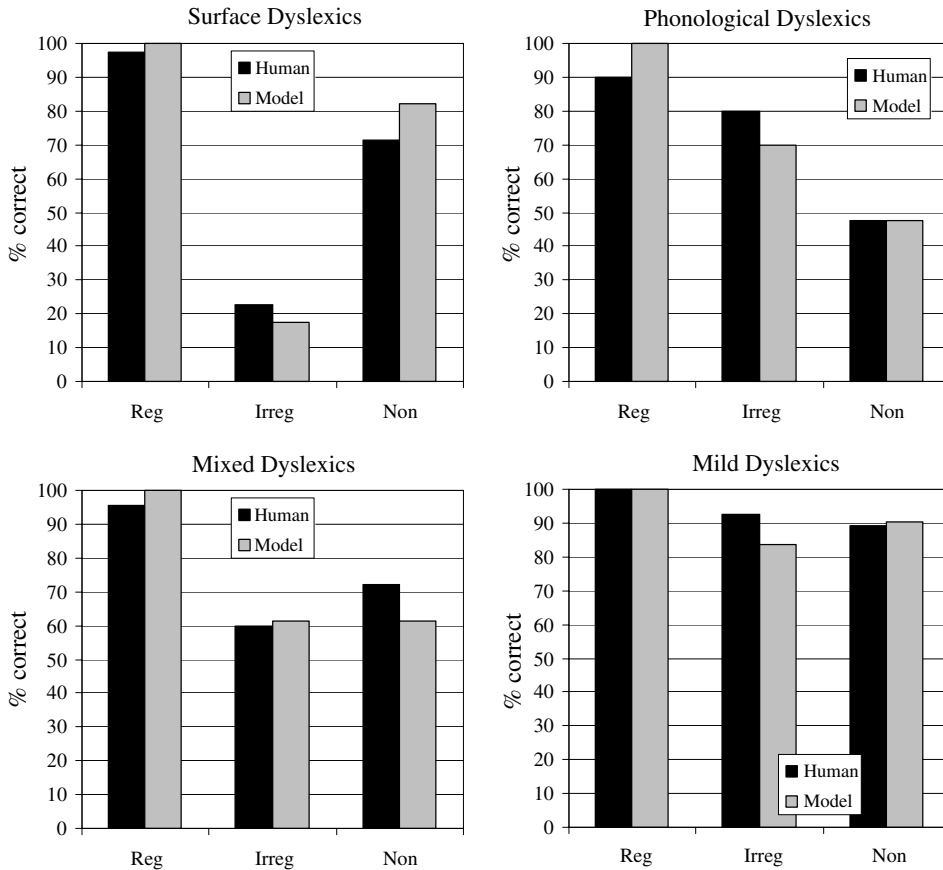 Surface Dyslexics
% correct
100
90
80
70
60
50
40
30
20
10
0
Human
Model
Reg Irreg Non
Phonological Dyslexics
% correct
100
90
80
70
60
50
40
30
20
10
0
Human
Model
Reg Irreg Non
Mixed Dyslexics
% correct
100
90
80
70
60
50
40
30
20
10
0
Human
Model
Reg Irreg Non
Mild Dyslexics
% correct
100
90
80
70
60
50
40
30
20
10
0
Human
Model
Reg Irreg Non